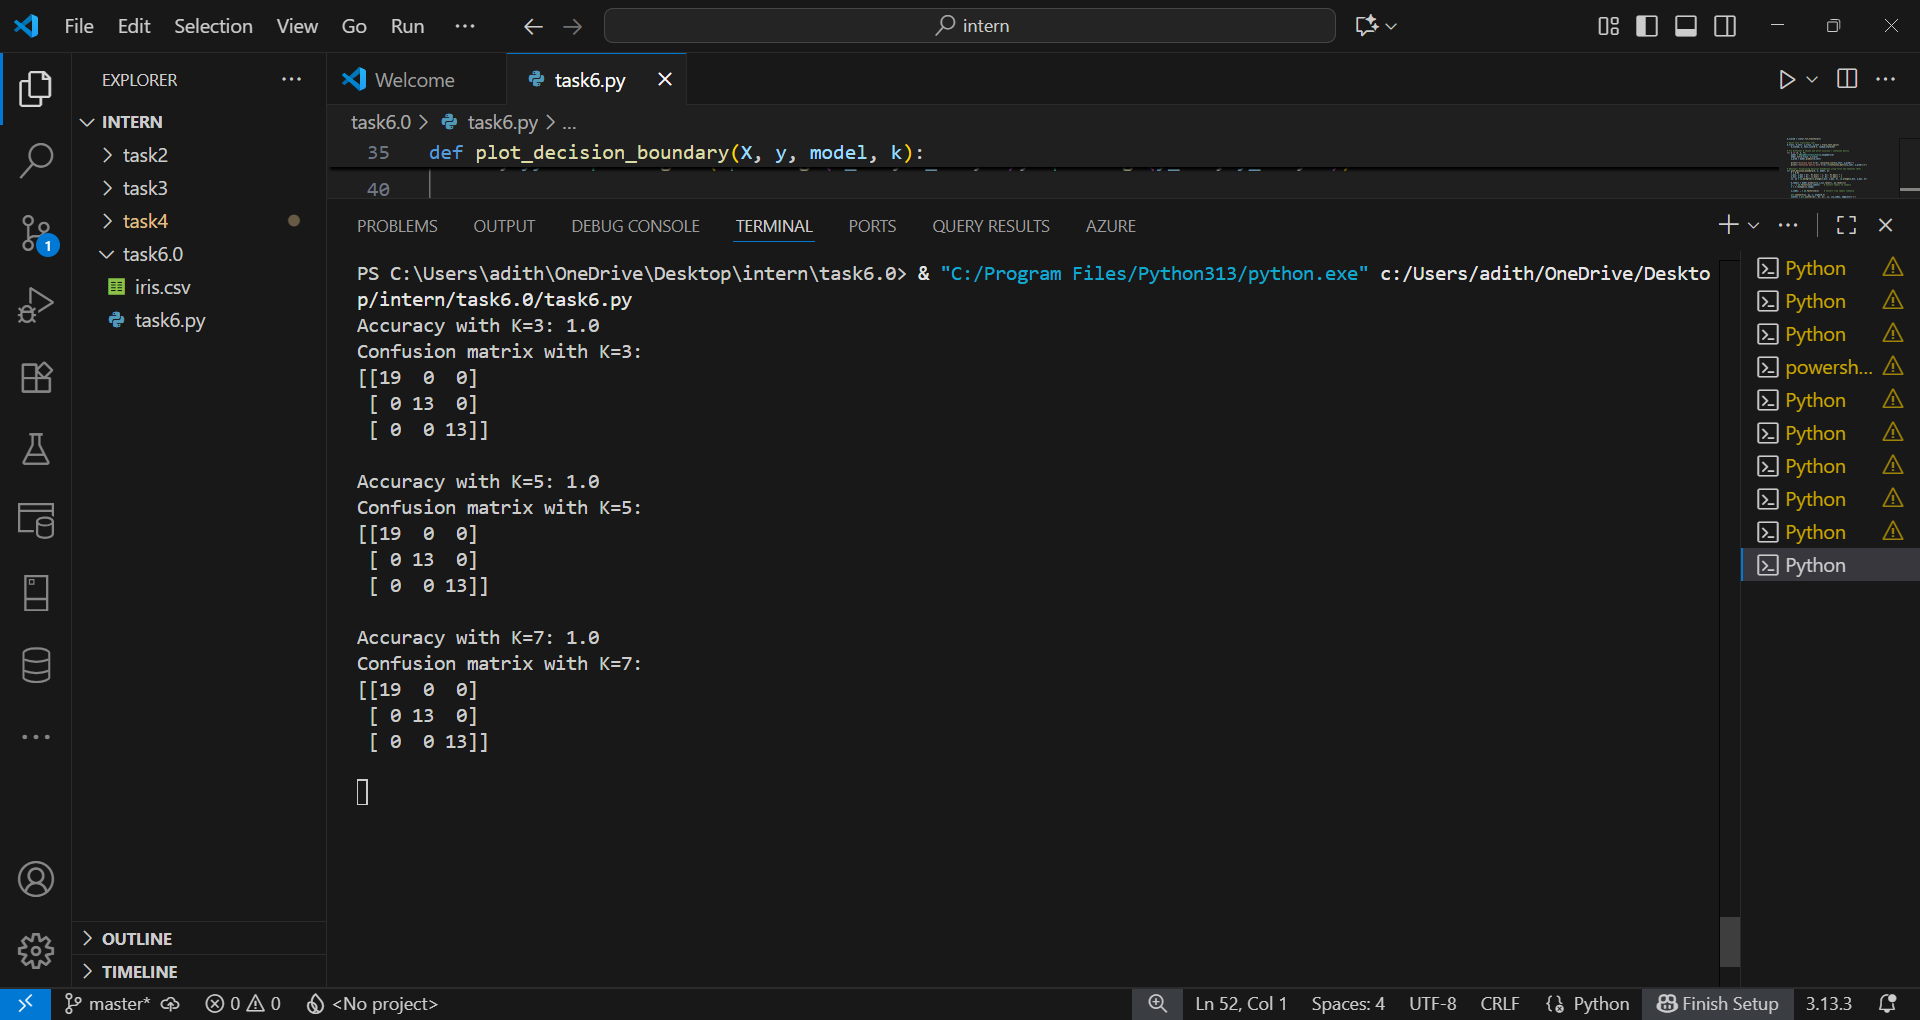 File Edit Selection View Go Run ...
intern
EXPLORER ...
INTERN
task2
task3
task4
task6.0
iris.csv
task6.py
OUTLINE
TIMELINE
Welcome
task6.py
task6.0 > task6.py > ...
35 def plot_decision_boundary(X, y, model, k):
40
PROBLEMS OUTPUT DEBUG CONSOLE TERMINAL PORTS QUERY RESULTS AZURE
PS C:\Users\adith\OneDrive\Desktop\intern\task6.0> & "C:/Program Files/Python313/python.exe" c:/Users/adith/OneDrive/Deskto
p/intern/task6.0/task6.py
Accuracy with K=3: 1.0
Confusion matrix with K=3:
[[19  0  0]
 [ 0 13  0]
 [ 0  0 13]]
Accuracy with K=5: 1.0
Confusion matrix with K=5:
[[19  0  0]
 [ 0 13  0]
 [ 0  0 13]]
Accuracy with K=7: 1.0
Confusion matrix with K=7:
[[19  0  0]
 [ 0 13  0]
 [ 0  0 13]]
Python
Python
Python
powersh...
Python
Python
Python
Python
Python
Python
1
master* 0 0 <No project> Ln 52, Col 1 Spaces: 4 UTF-8 CRLF Python Finish Setup 3.13.3